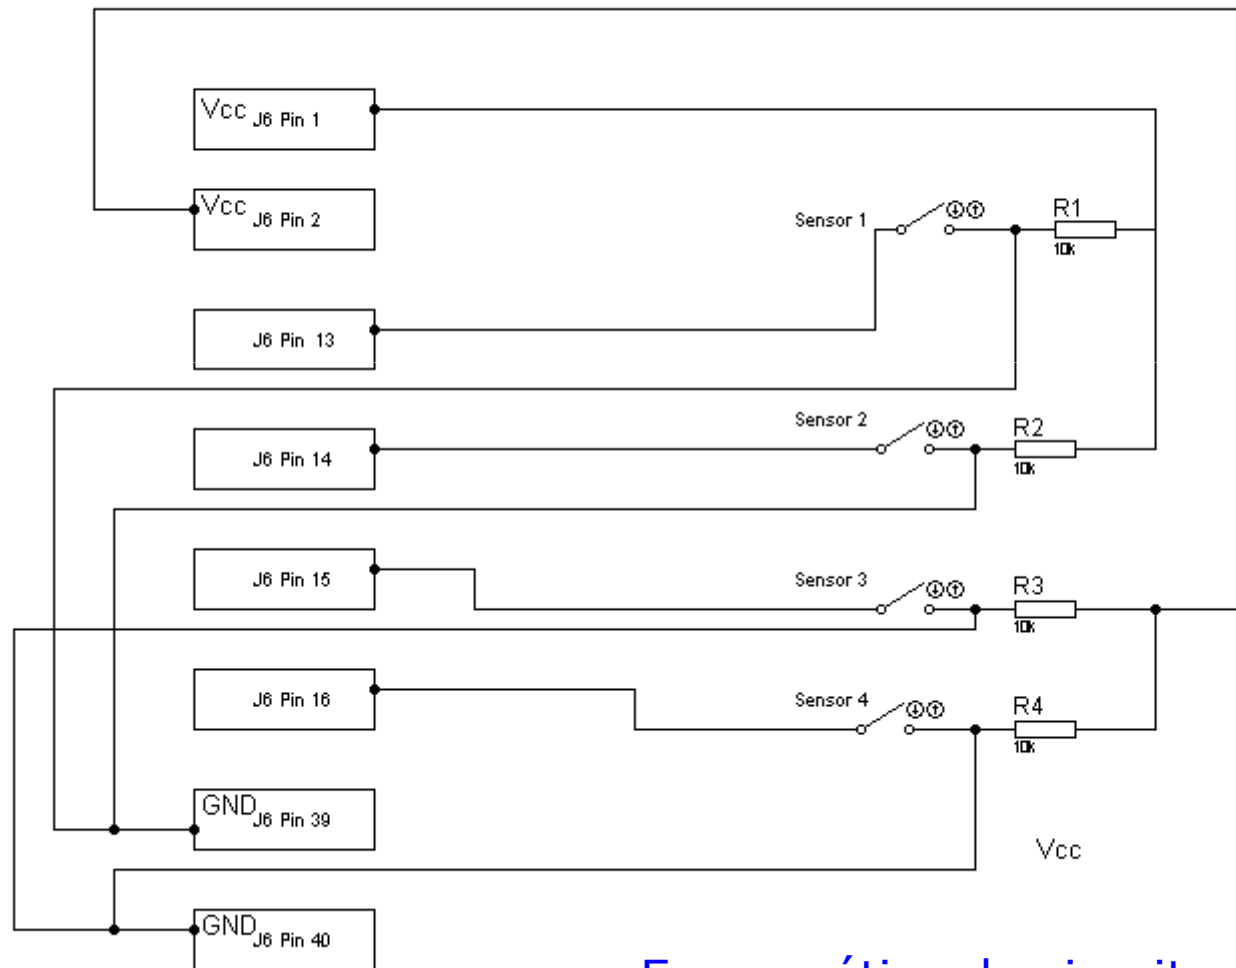 Vcc J6 Pin 1
Vcc J6 Pin 2
Sensor 1
R1
10k
J6 Pin 13
Sensor 2
R2
10k
J6 Pin 14
J6 Pin 15
Sensor 3
R3
10k
J6 Pin 16
Sensor 4
R4
10k
GND J6 Pin 39
Vcc
GND J6 Pin 40